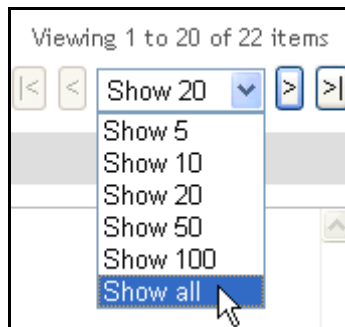 Viewing 1 to 20 of 22 items
|< < Show 20 > >|
Show 5
Show 10
Show 20
Show 50
Show 100
Show all